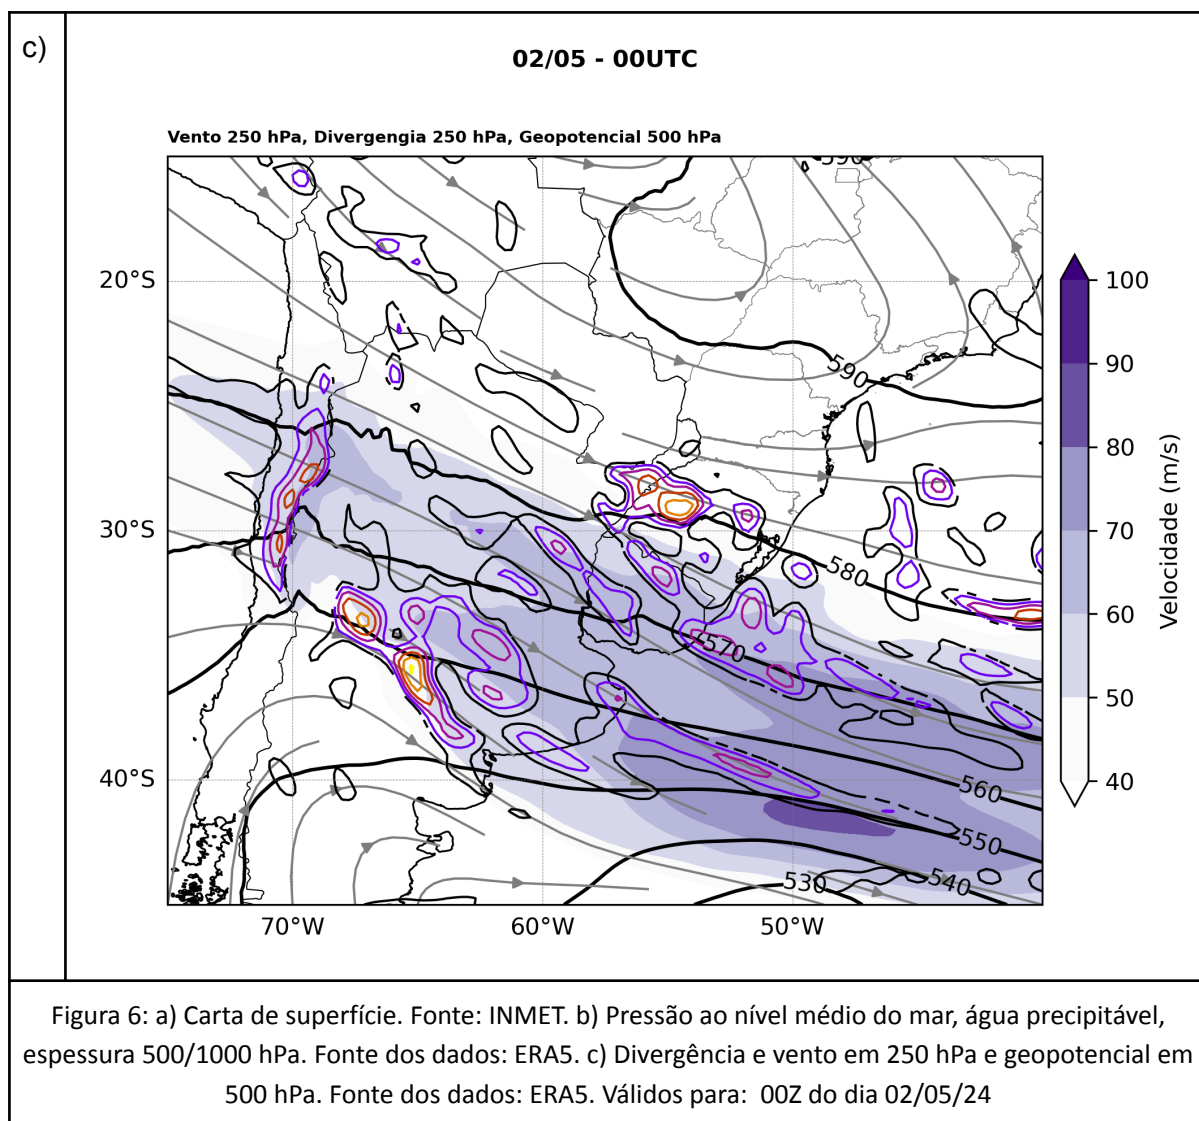 c)
02/05 - 00UTC
Vento 250 hPa, Divergengia 250 hPa, Geopotencial 500 hPa
590
20°S
590
30°S
580
570
40°S
560
550
540
530
70°W
60°W
50°W
100
90
80
70
60
50
40
Velocidade (m/s)
Figura 6: a) Carta de superfície. Fonte: INMET. b) Pressão ao nível médio do mar, água precipitável,
espessura 500/1000 hPa. Fonte dos dados: ERA5. c) Divergência e vento em 250 hPa e geopotencial em
500 hPa. Fonte dos dados: ERA5. Válidos para: 00Z do dia 02/05/24